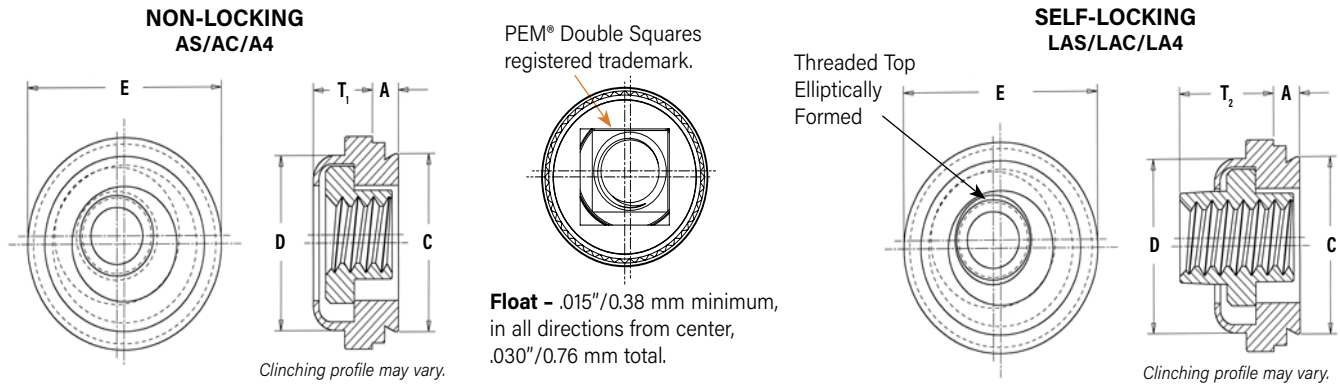 NON-LOCKING
AS/AC/A4
E
T₁
A
D
C
Clinching profile may vary.
PEM® Double Squares
registered trademark.
Float – .015″/0.38 mm minimum,
in all directions from center,
.030″/0.76 mm total.
SELF-LOCKING
LAS/LAC/LA4
Threaded Top
Elliptically
Formed
E
T₂
A
D
C
Clinching profile may vary.